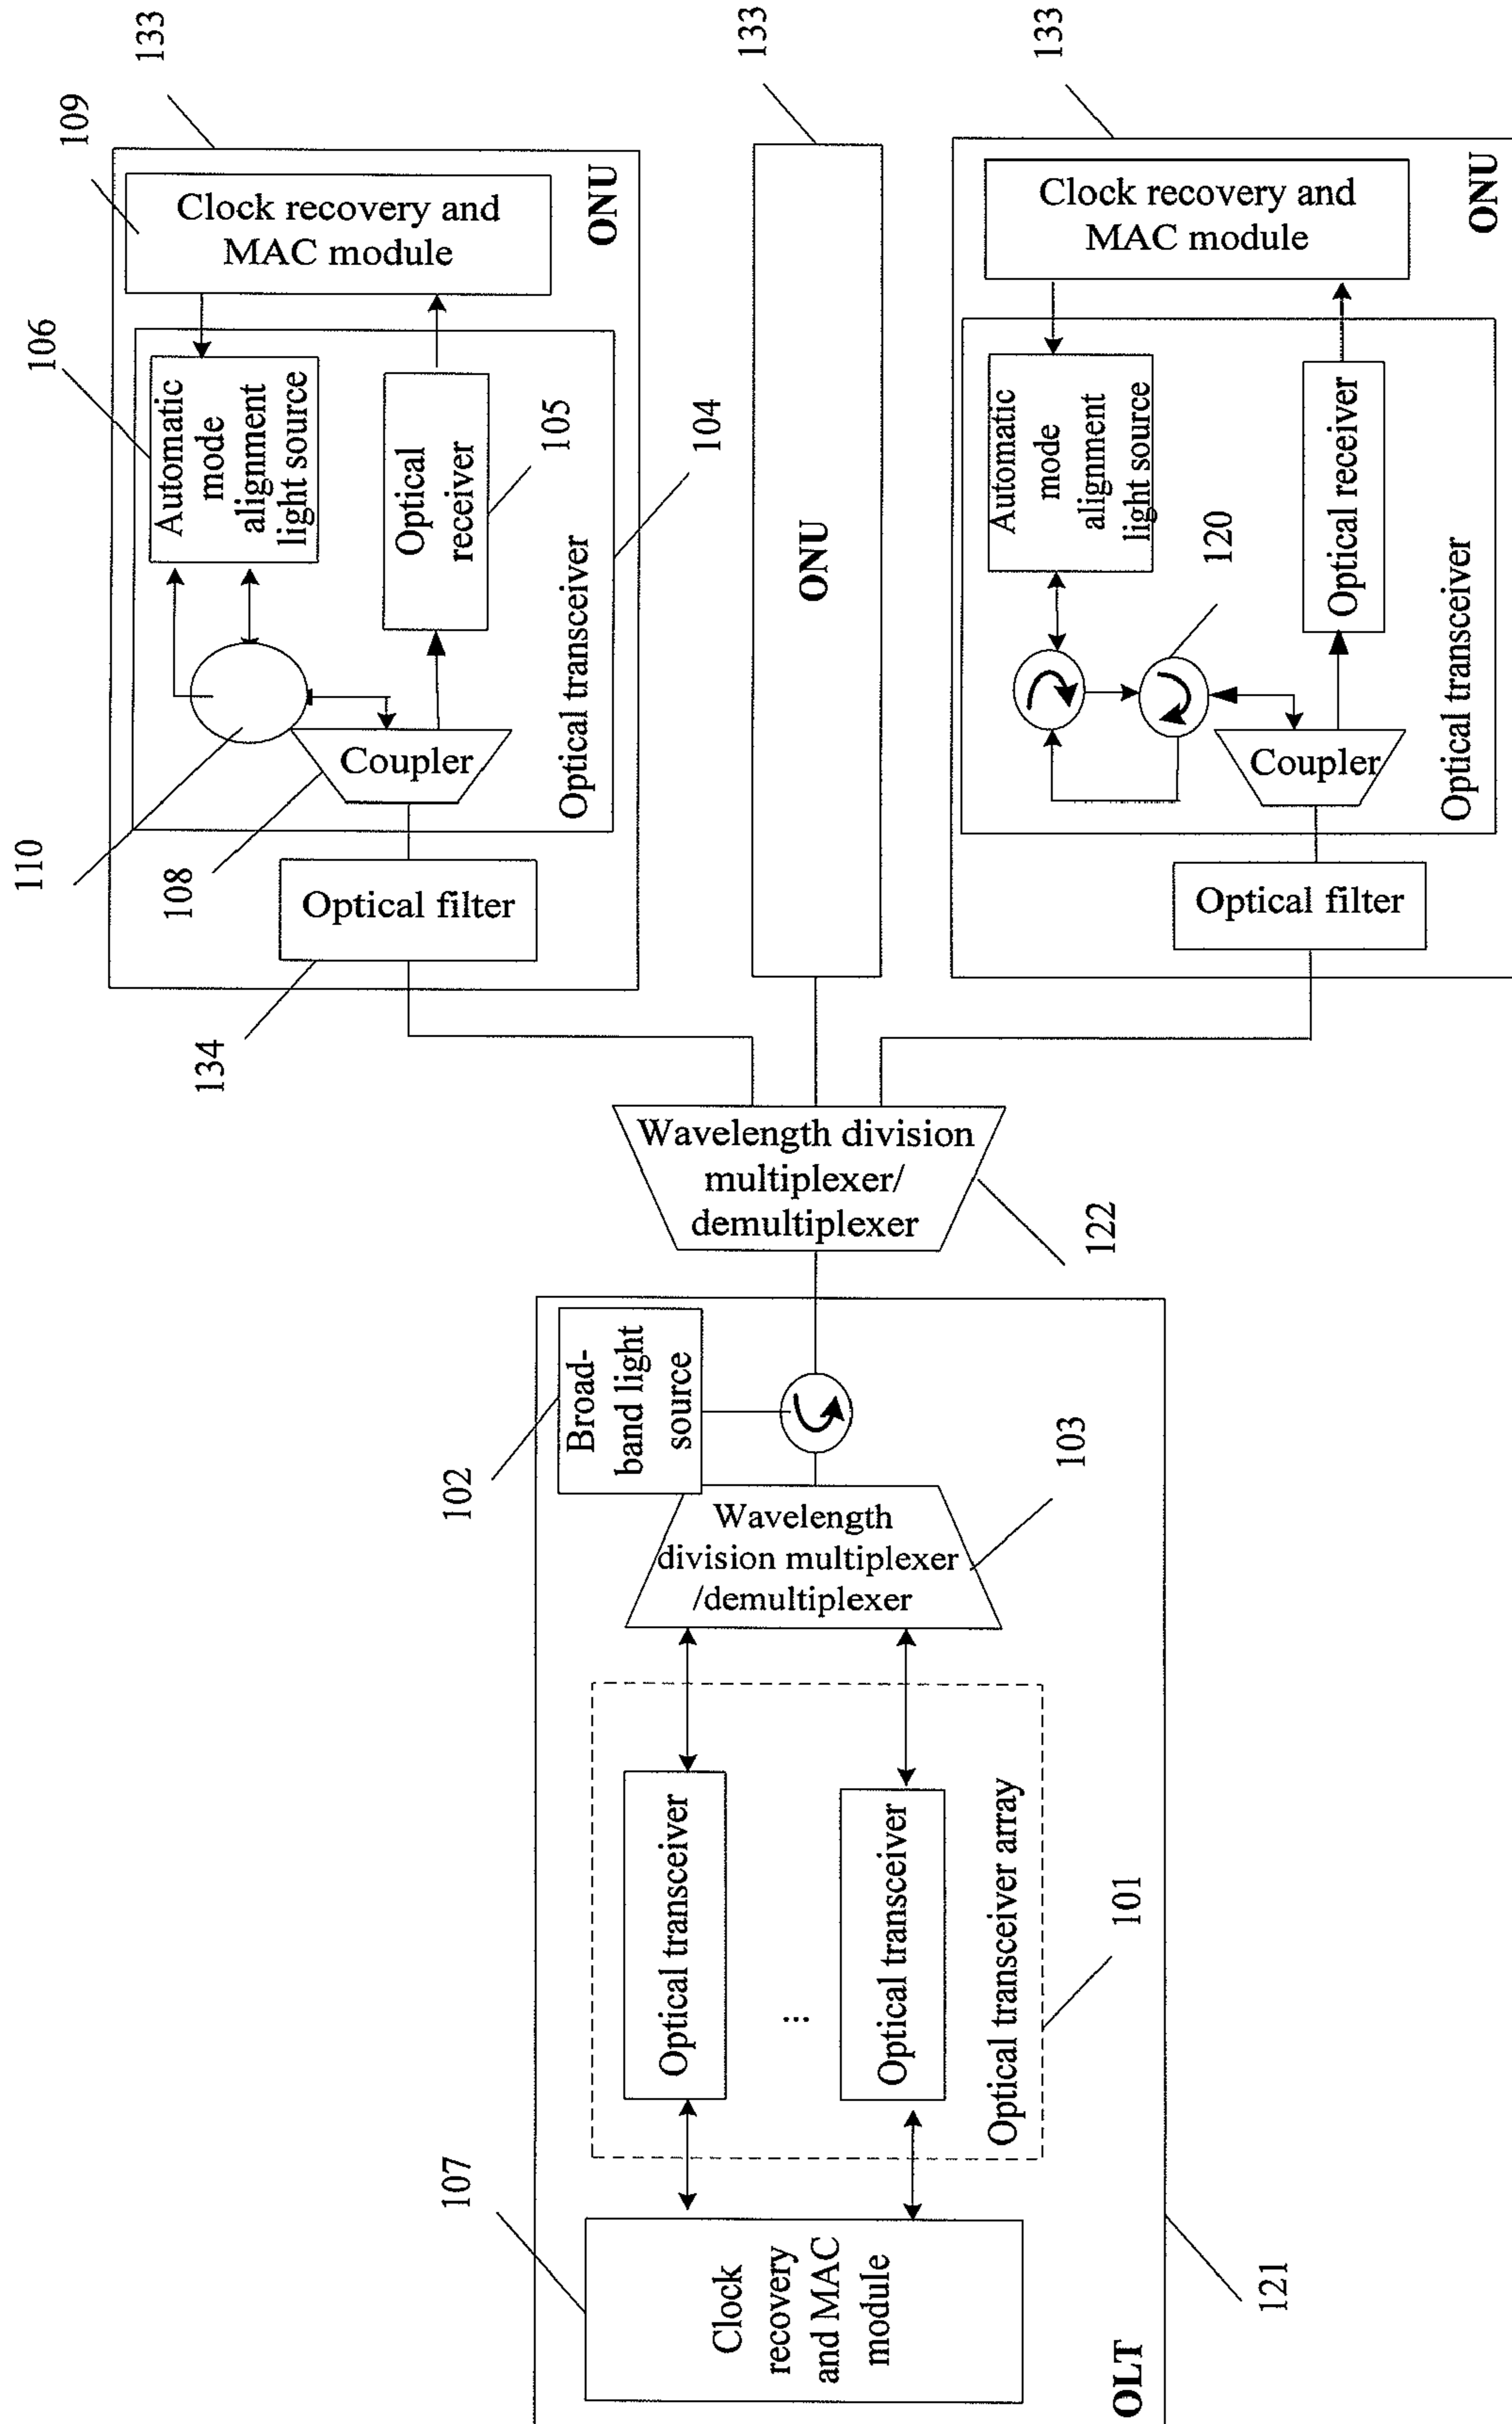 133
109
Clock recovery and
MAC module
ONU
106
Automatic
mode
alignment
light source
Optical
receiver
105
104
Optical transceiver
Coupler
110
108
Optical filter
134
133
ONU
133
Clock recovery and
MAC module
ONU
Automatic
mode
alignment
light source
120
Optical receiver
Optical transceiver
Coupler
Optical filter
Wavelength division
multiplexer/
demultiplexer
122
Broad-
band light
source
102
103
Wavelength
division multiplexer
/demultiplexer
Optical transceiver
...
Optical transceiver
Optical transceiver array
101
107
Clock
recovery
and MAC
module
121
OLT